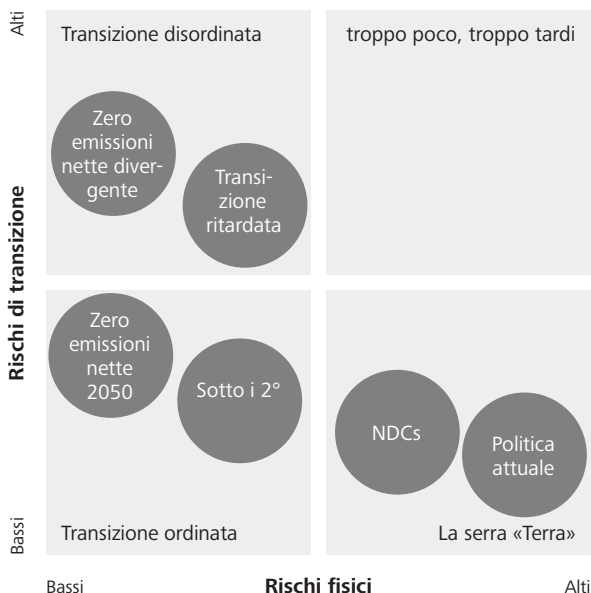 Alti
Transizione disordinata
troppo poco, troppo tardi
Zero
emissioni
nette diver-
gente
Transi-
zione
ritardata
Rischi di transizione
Zero
emissioni
nette
2050
Sotto i 2°
NDCs
Politica
attuale
Bassi
Transizione ordinata
La serra «Terra»
Bassi
Rischi fisici
Alti